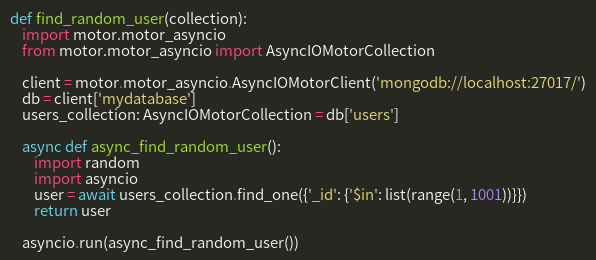 def find_random_user(collection):
    import motor.motor_asyncio
    from motor.motor_asyncio import AsyncIOMotorCollection

    client = motor.motor_asyncio.AsyncIOMotorClient('mongodb://localhost:27017/')
    db = client['mydatabase']
    users_collection: AsyncIOMotorCollection = db['users']

    async def async_find_random_user():
        import random
        import asyncio
        user = await users_collection.find_one({'_id': {'$in': list(range(1, 1001))}})
        return user

    asyncio.run(async_find_random_user())